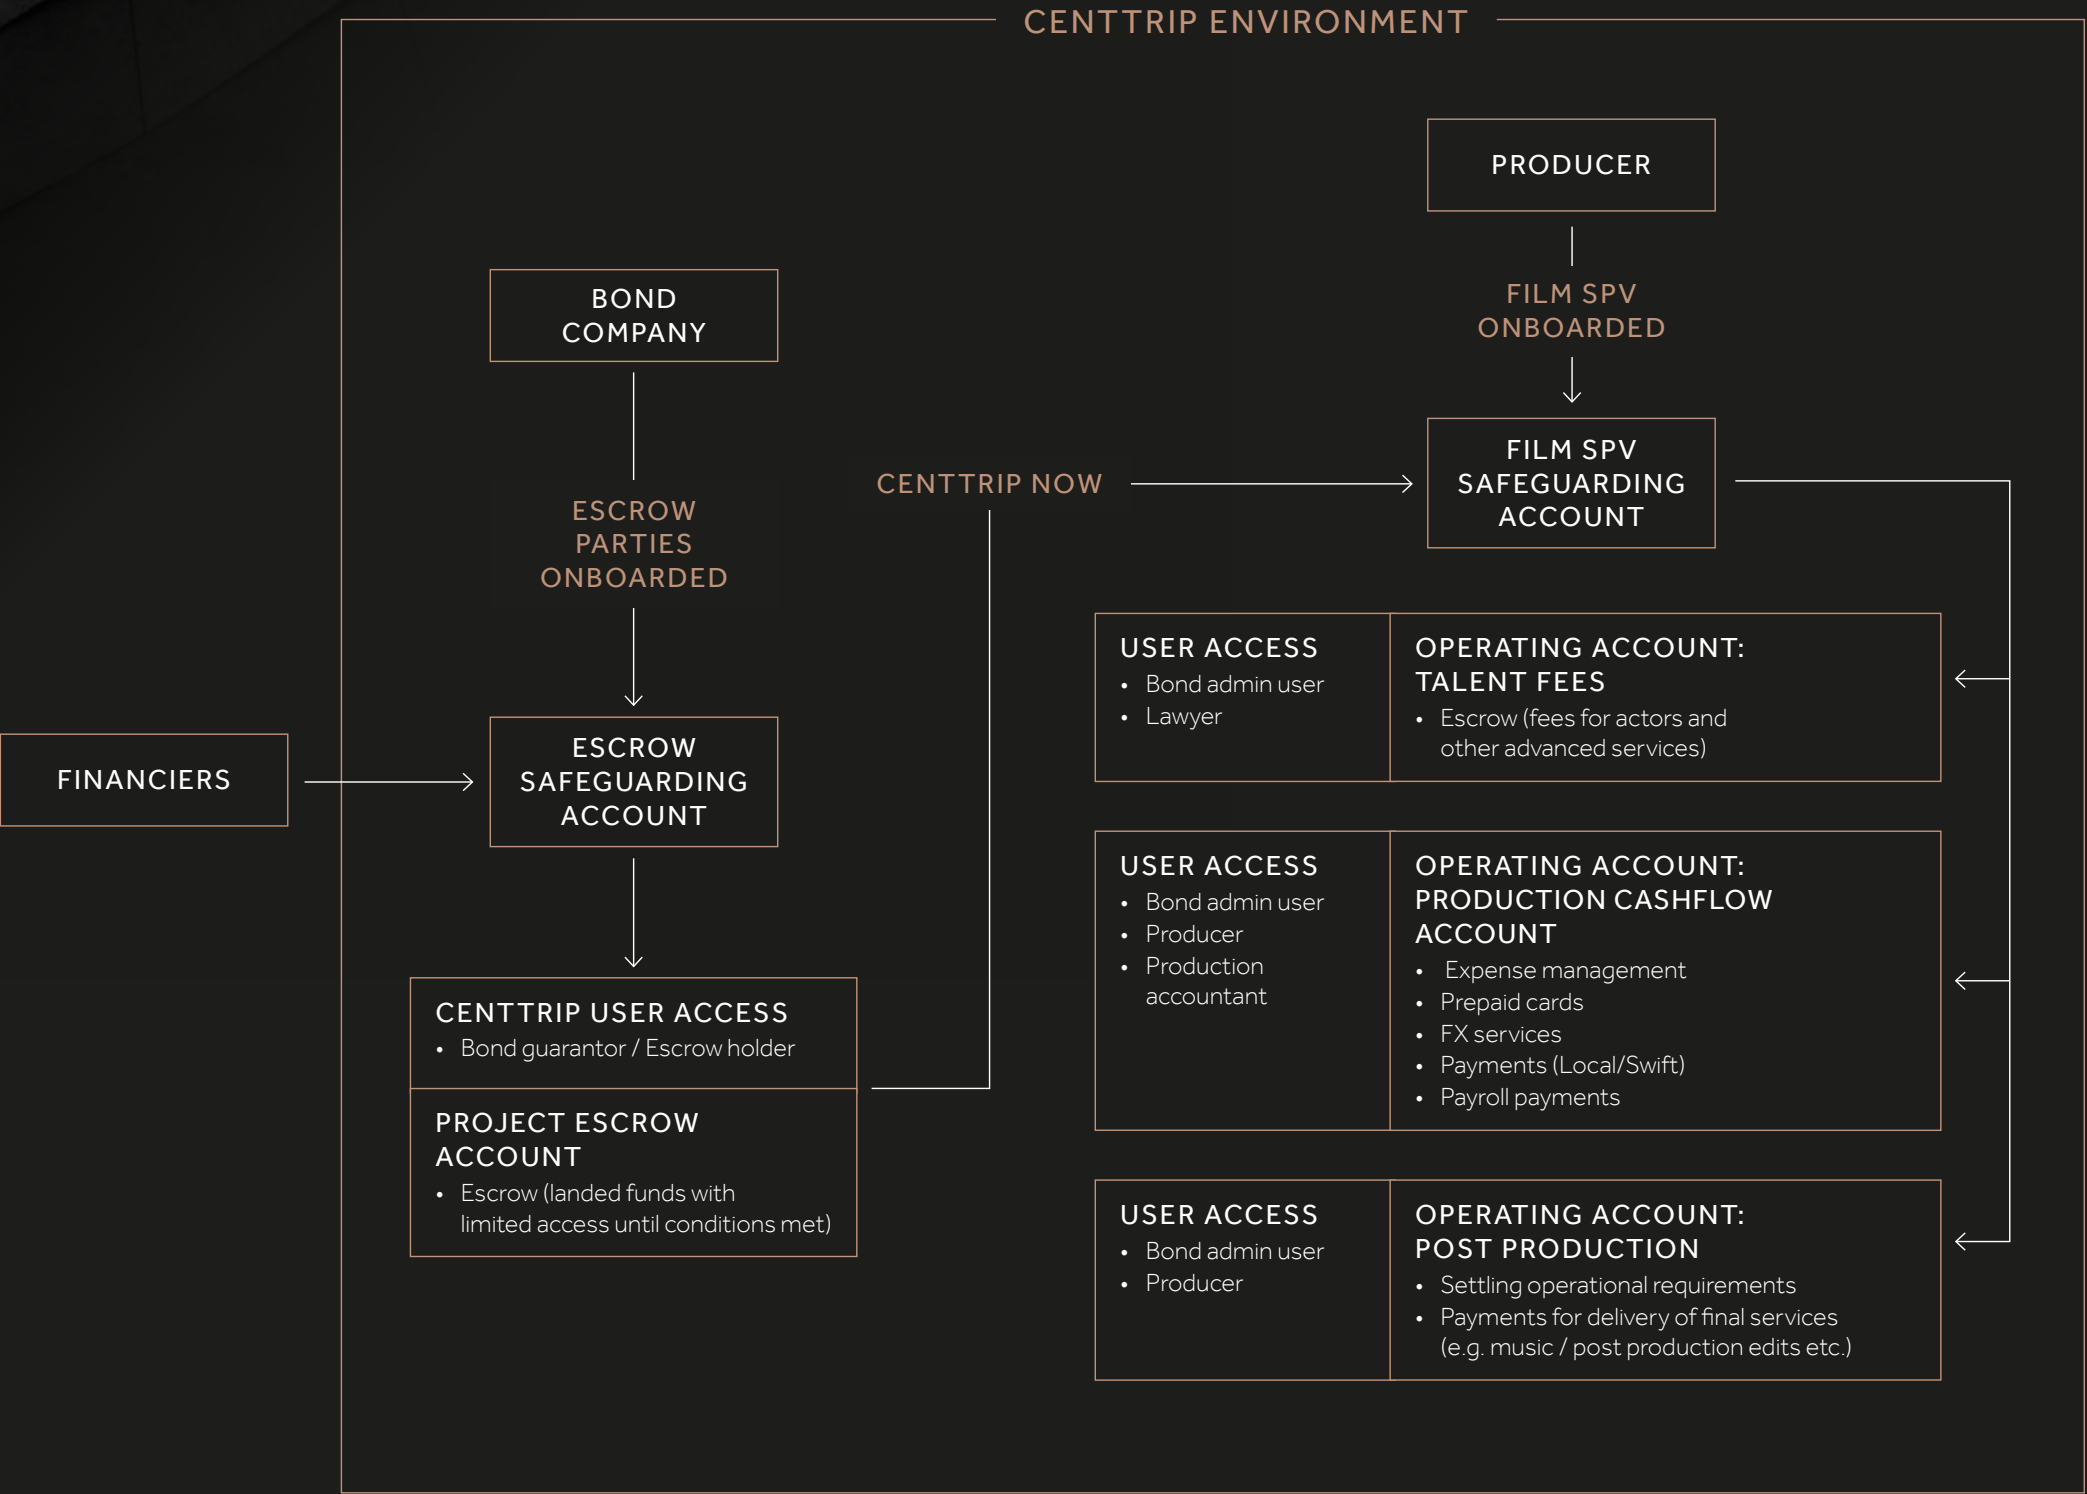 CENTTRIP ENVIRONMENT
PRODUCER
FILM SPV
ONBOARDED
BOND
COMPANY
ESCROW
PARTIES
ONBOARDED
CENTTRIP NOW
FILM SPV
SAFEGUARDING
ACCOUNT
FINANCIERS
ESCROW
SAFEGUARDING
ACCOUNT
CENTTRIP USER ACCESS
• Bond guarantor / Escrow holder
PROJECT ESCROW
ACCOUNT
• Escrow (landed funds with
limited access until conditions met)
USER ACCESS
• Bond admin user
• Lawyer
OPERATING ACCOUNT:
TALENT FEES
• Escrow (fees for actors and
other advanced services)
USER ACCESS
• Bond admin user
• Producer
• Production
accountant
OPERATING ACCOUNT:
PRODUCTION CASHFLOW
ACCOUNT
• Expense management
• Prepaid cards
• FX services
• Payments (Local/Swift)
• Payroll payments
USER ACCESS
• Bond admin user
• Producer
OPERATING ACCOUNT:
POST PRODUCTION
• Settling operational requirements
• Payments for delivery of final services
(e.g. music / post production edits etc.)